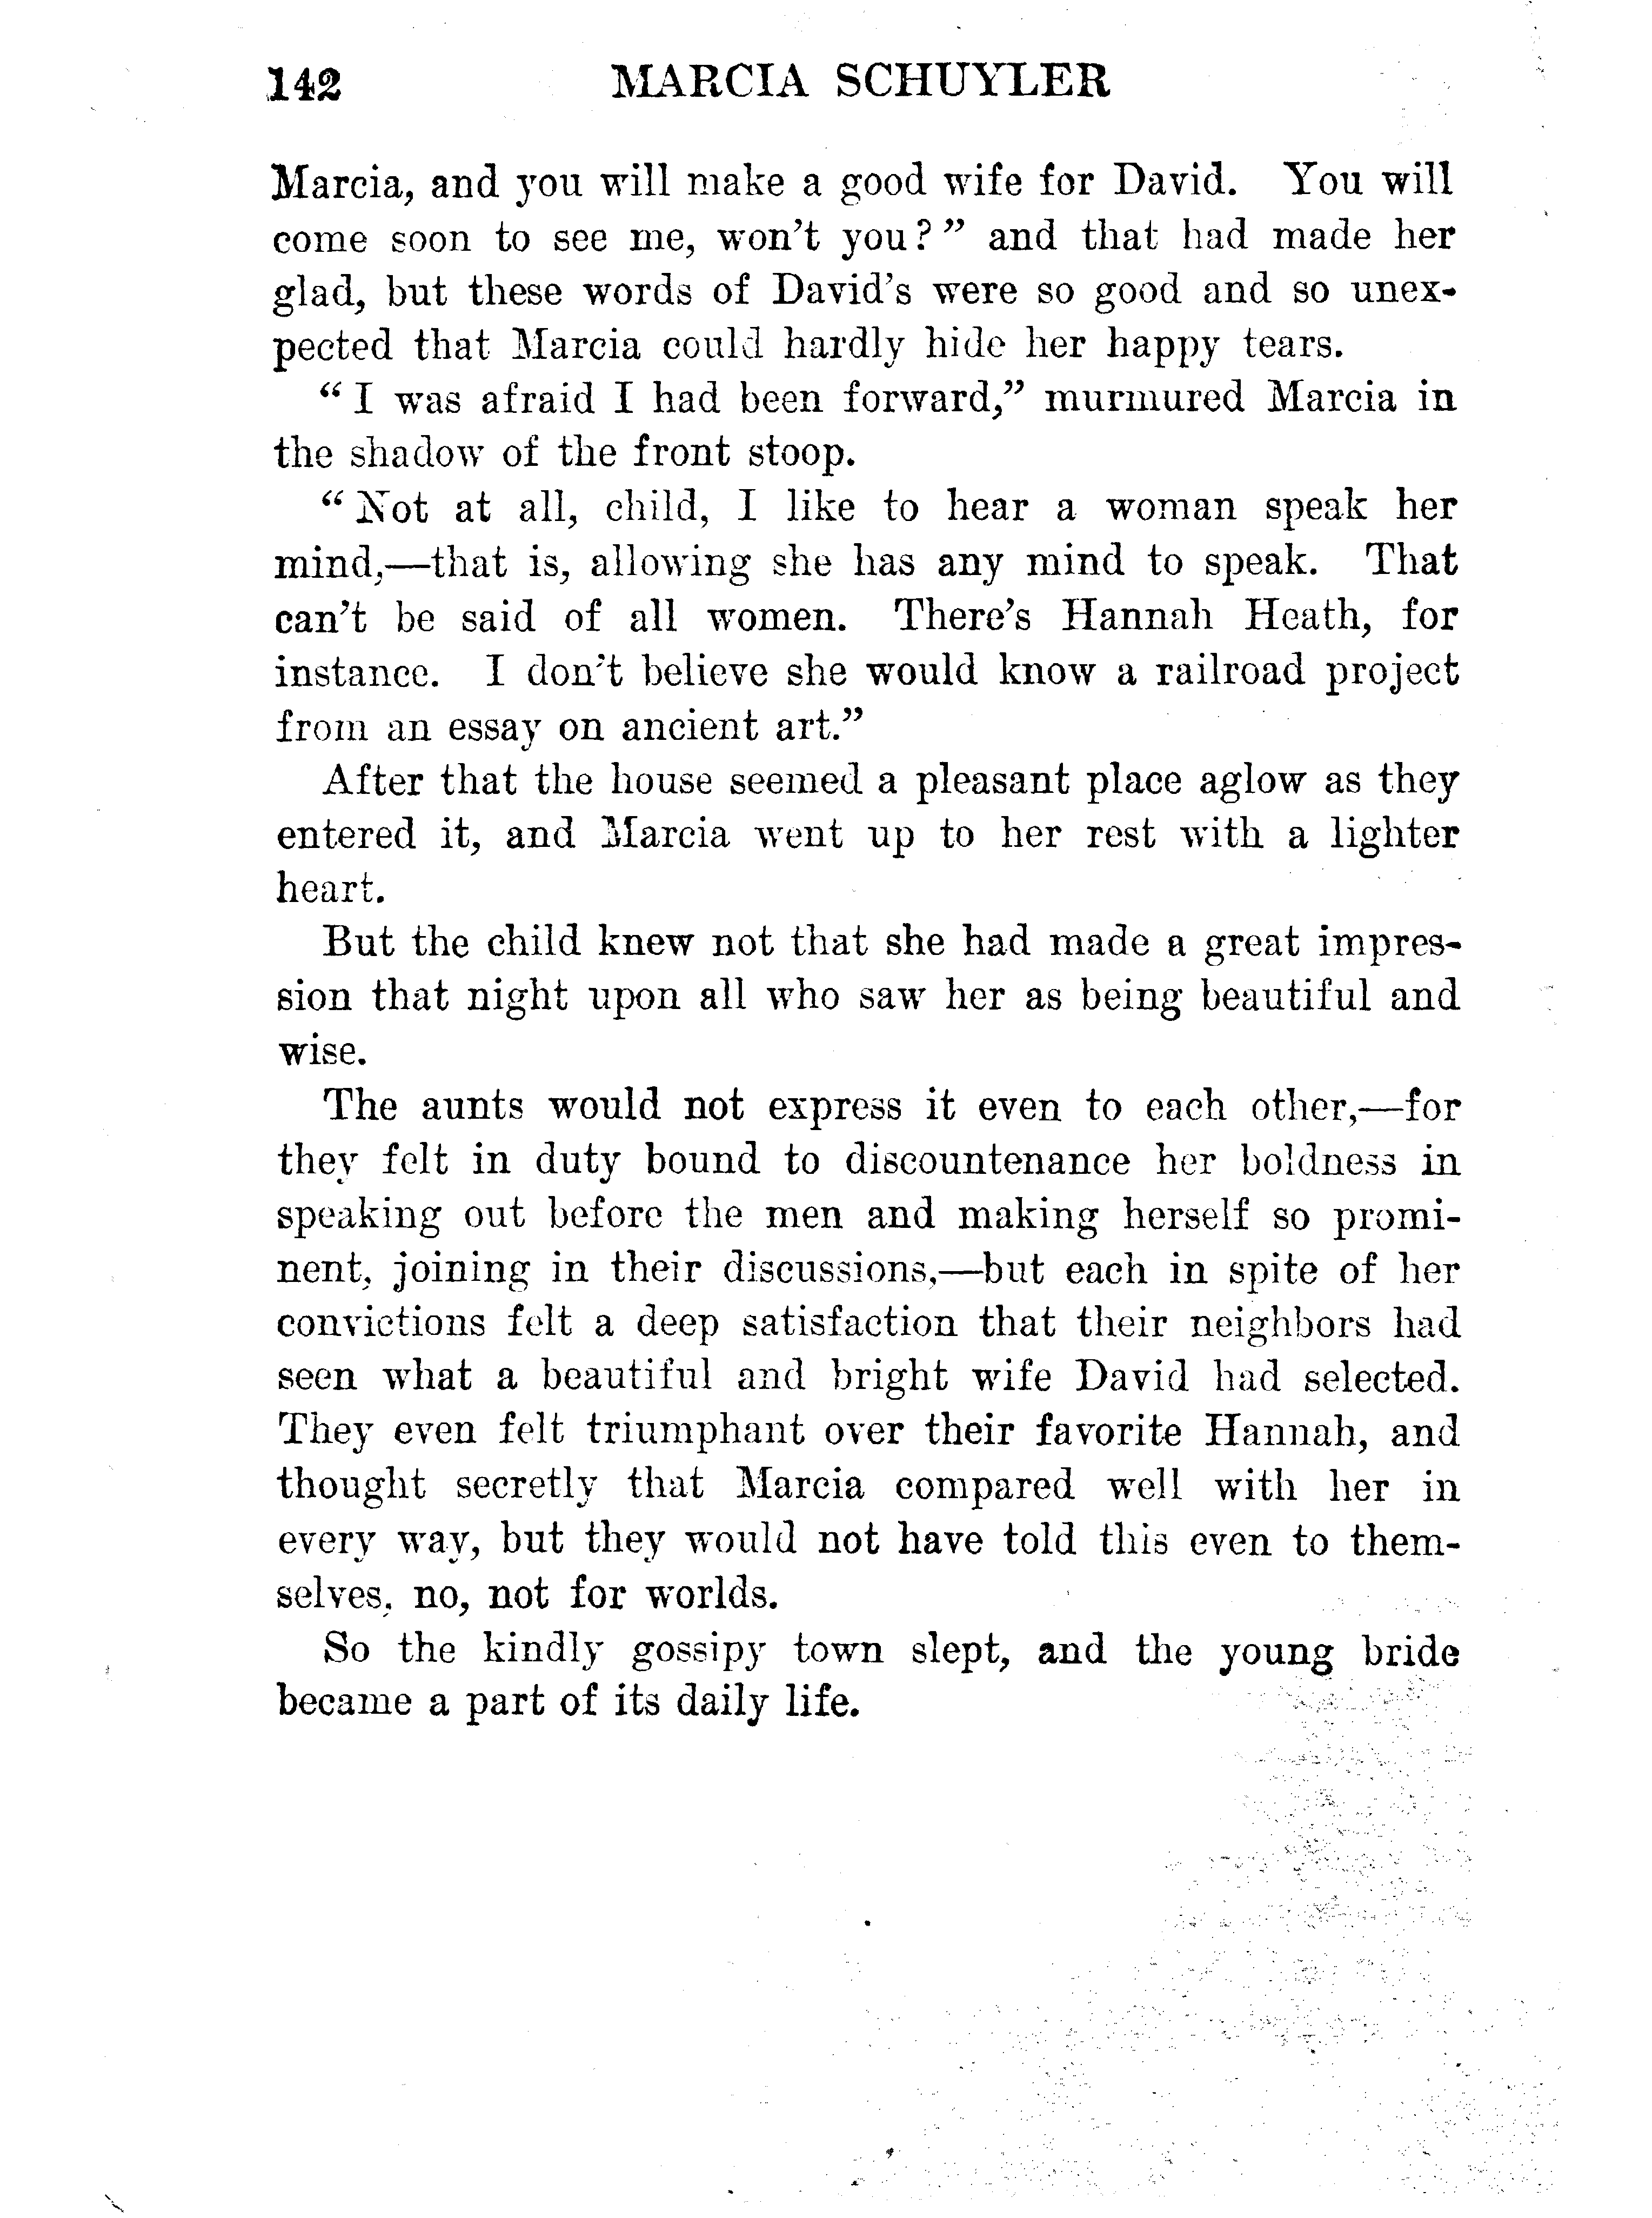 142 MARCIA SCHUYLER
Marcia, and you will make a good wife for David. You will
come soon to see me, won't you?" and that had made her
glad, but these words of David's were so good and so unex-
pected that Marcia could hardly hide her happy tears.
"I was afraid I had been forward," murmured Marcia in
the shadow of the front stoop.
"Not at all, child, I like to hear a woman speak her
mind,—that is, allowing she has any mind to speak. That
can't be said of all women. There's Hannah Heath, for
instance. I don't believe she would know a railroad project
from an essay on ancient art."
After that the house seemed a pleasant place aglow as they
entered it, and Marcia went up to her rest with a lighter
heart.
But the child knew not that she had made a great impres-
sion that night upon all who saw her as being beautiful and
wise.
The aunts would not express it even to each other,—for
they felt in duty bound to discountenance her boldness in
speaking out before the men and making herself so promi-
nent, joining in their discussions,—but each in spite of her
convictions felt a deep satisfaction that their neighbors had
seen what a beautiful and bright wife David had selected.
They even felt triumphant over their favorite Hannah, and
thought secretly that Marcia compared well with her in
every way, but they would not have told this even to them-
selves, no, not for worlds.
So the kindly gossipy town slept, and the young bride
became a part of its daily life.